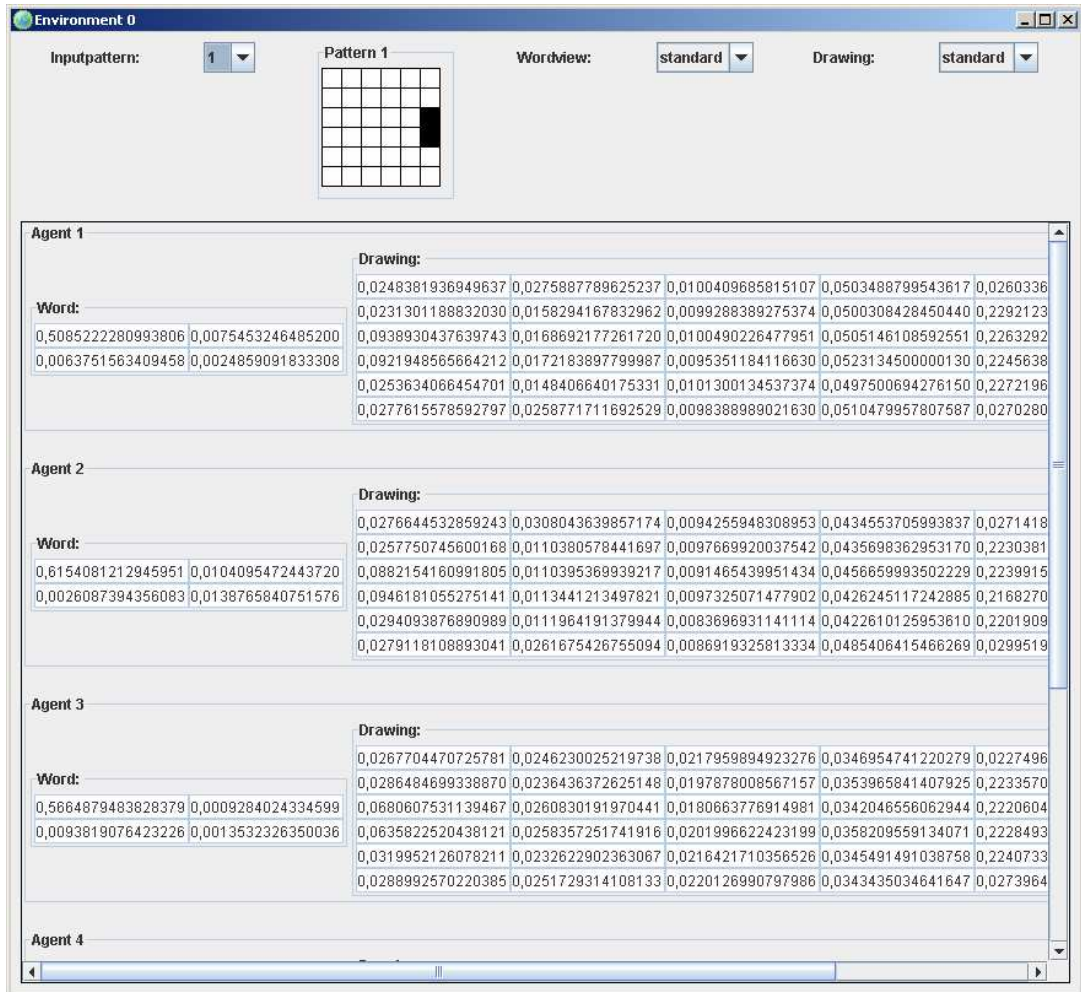 Environment 0
Inputpattern: 1 Pattern 1 Wordview: standard Drawing: standard
Agent 1
Drawing:
0,0248381936949637 0,0275887789625237 0,0100409685815107 0,0503488799543617 0,0260336
Word:
0,0231301188832030 0,0158294167832962 0,0099288389275374 0,0500308428450440 0,2292123
0,5085222280993806 0,0075453246485200 0,0938930437639743 0,0168692177261720 0,0100490226477951 0,0505146108592551 0,2263292
0,0063751563409458 0,0024859091833308 0,0921948565664212 0,0172183897799987 0,0095351184116630 0,0523134500000130 0,2245638
0,0253634066454701 0,0148406640175331 0,0101300134537374 0,0497500694276150 0,2272196
0,0277615578592797 0,0258771711692529 0,0098388989021630 0,0510479957807587 0,0270280
Agent 2
Drawing:
0,0276644532859243 0,0308043639857174 0,0094255948308953 0,0434553705993837 0,0271418
Word:
0,0257750745600168 0,0110380578441697 0,0097669920037542 0,0435698362953170 0,2230381
0,6154081212945951 0,0104095472443720 0,0882154160991805 0,0110395369939217 0,0091465439951434 0,0456659993502229 0,2239915
0,0026087394356083 0,0138765840751576 0,0946181055275141 0,0113441213497821 0,0097325071477902 0,0426245117242885 0,2168270
0,0294093876890989 0,0111964191379944 0,0083696931141114 0,0422610125953610 0,2201909
0,0279118108893041 0,0261675426755094 0,0086919325813334 0,0485406415466269 0,0299519
Agent 3
Drawing:
0,0267704470725781 0,0246230025219738 0,0217959894923276 0,0346954741220279 0,0227496
Word:
0,0286484699338870 0,0236436372625148 0,0197878008567157 0,0353965841407925 0,2233570
0,5664879483828379 0,0009284024334599 0,0680607531139467 0,0260830191970441 0,0180663776914981 0,0342046556062944 0,2220604
0,0093819076423226 0,0013532326350036 0,0635822520438121 0,0258357251741916 0,0201996622423199 0,0358209559134071 0,2228493
0,0319952126078211 0,0232622902363067 0,0216421710356526 0,0345491491038758 0,2240733
0,0288992570220385 0,0251729314108133 0,0220126990797986 0,0343435034641647 0,0273964
Agent 4